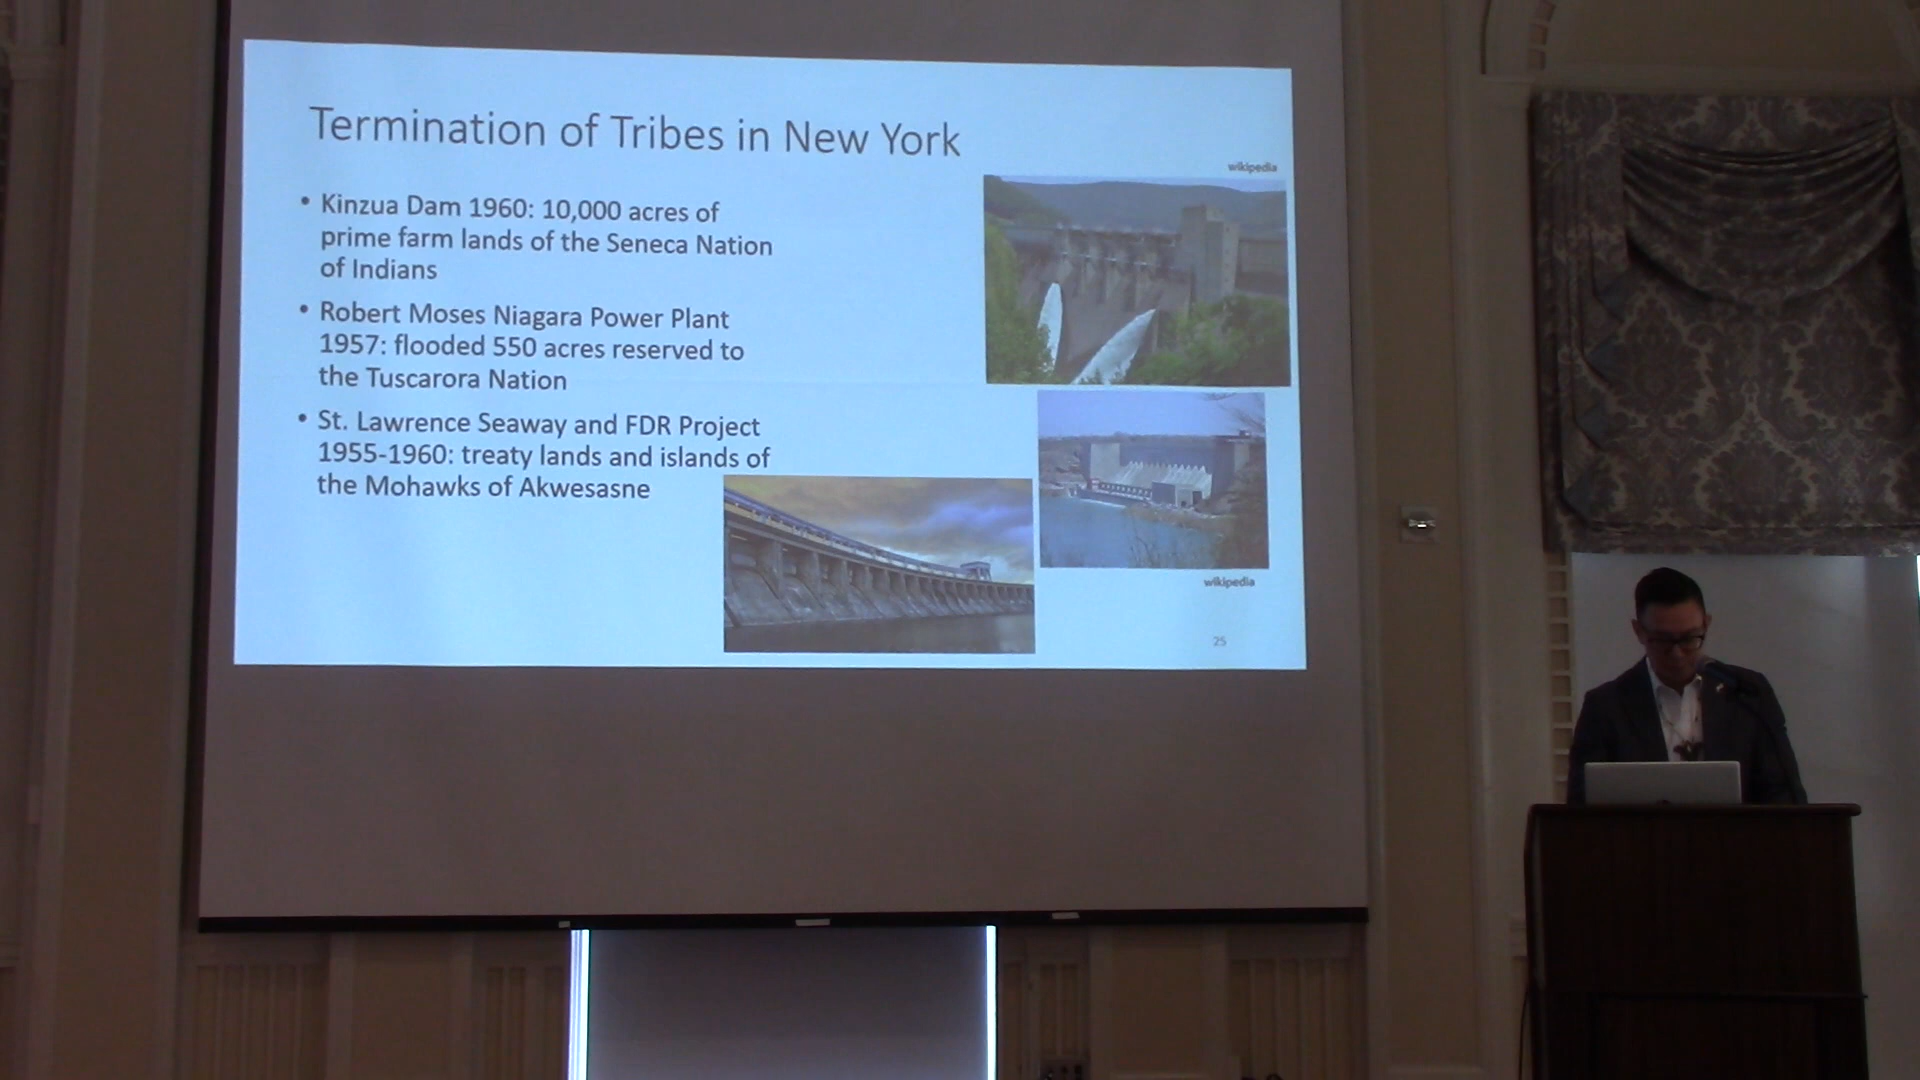 Termination of Tribes in New York
wikipedia
• Kinzua Dam 1960: 10,000 acres of
prime farm lands of the Seneca Nation
of Indians
• Robert Moses Niagara Power Plant
1957: flooded 550 acres reserved to
the Tuscarora Nation
• St. Lawrence Seaway and FDR Project
1955-1960: treaty lands and islands of
the Mohawks of Akwesasne
wikipedia
25